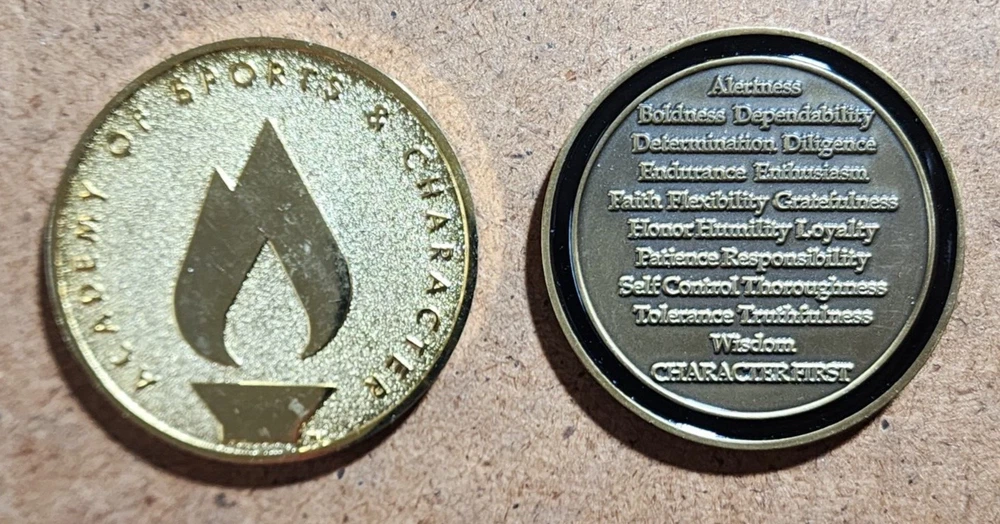 ACADEMY OF SPORTS & CHARACTER
Alertness
Boldness Dependability
Determination Diligence
Endurance Enthusiasm
Faith Flexibility Gratefulness
Honor Humility Loyalty
Patience Responsibility
Self Control Thoroughness
Tolerance Truthfulness
Wisdom
CHARACTER FIRST